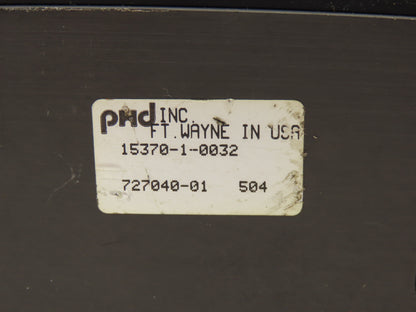 PHD INC.
FT. WAYNE IN USA
15370-1-0032
727040-01 504